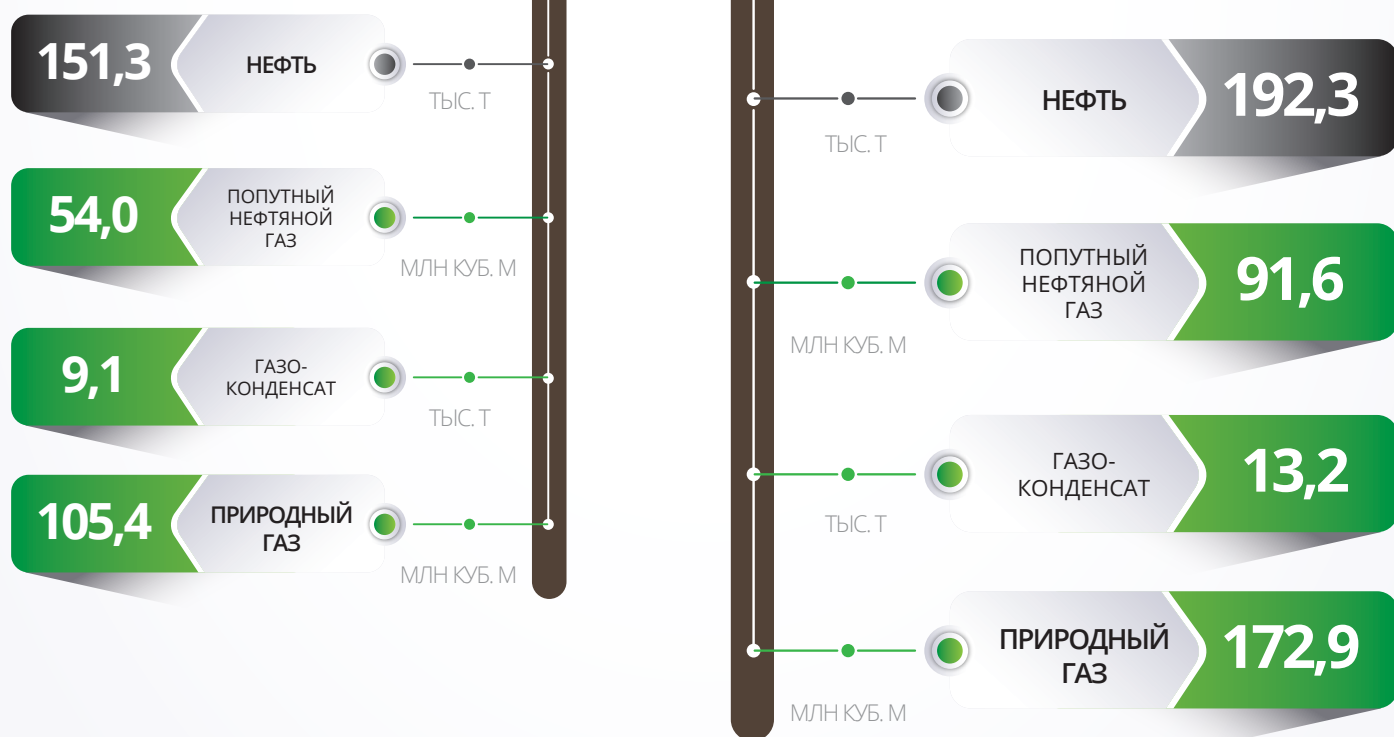 151,3
НЕФТЬ
ТЫС. Т
54,0
ПОПУТНЫЙ
НЕФТЯНОЙ
ГАЗ
МЛН КУБ. М
9,1
ГАЗО-
КОНДЕНСАТ
ТЫС. Т
105,4
ПРИРОДНЫЙ
ГАЗ
МЛН КУБ. М
НЕФТЬ
192,3
ТЫС. Т
ПОПУТНЫЙ
НЕФТЯНОЙ
ГАЗ
91,6
МЛН КУБ. М
ГАЗО-
КОНДЕНСАТ
13,2
ТЫС. Т
ПРИРОДНЫЙ
ГАЗ
172,9
МЛН КУБ. М